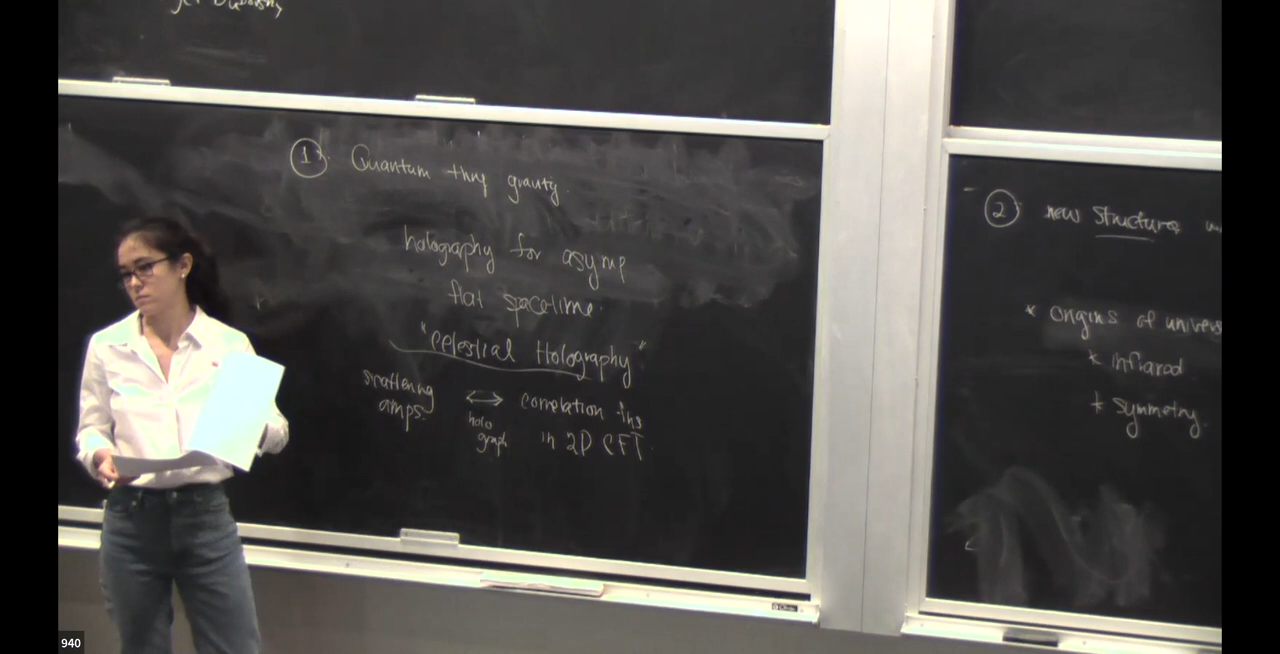 ① Quantum thry gravity.
holography for asymp
flat spacetime.
"Celestial Holography"
scattering amps. ⟷ correlation fns
holo graph in 2D CFT.
② new structures
* origins of univers
* infrared
* symmetry.
940